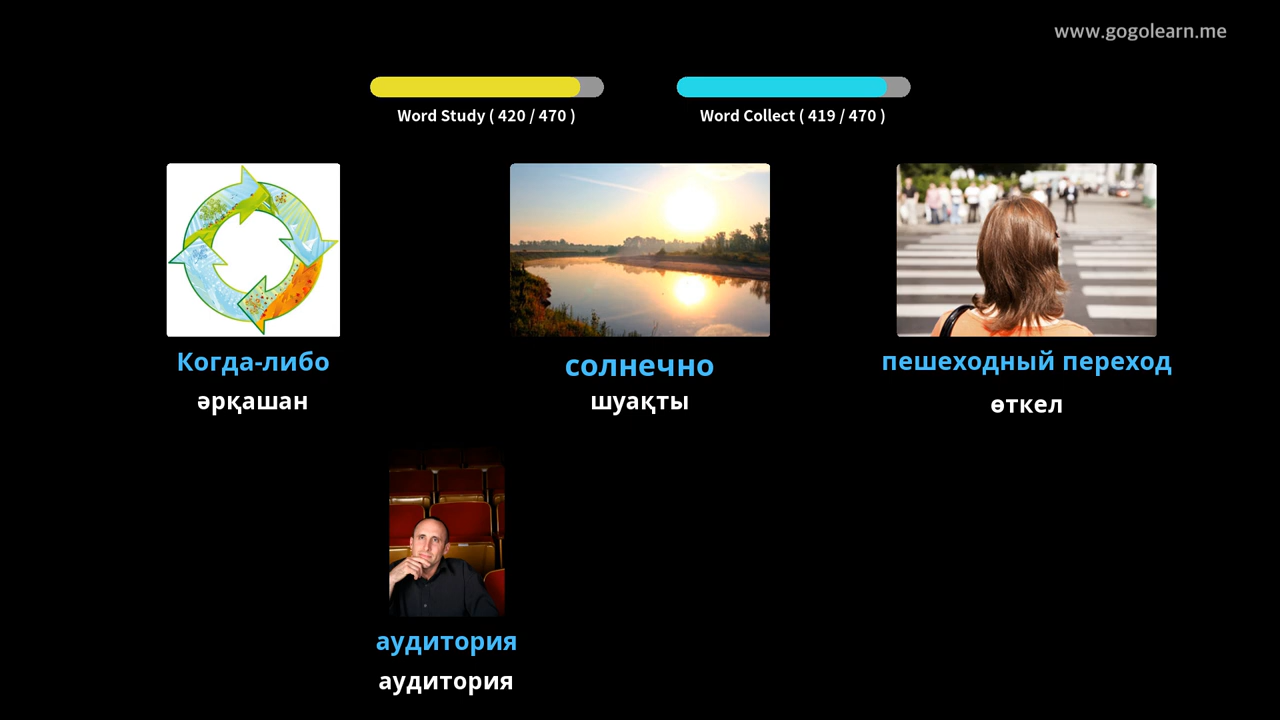 www.gogolearn.me
Word Study ( 420 / 470 )
Word Collect ( 419 / 470 )
Когда-либо
әрқашан
солнечно
шуақты
пешеходный переход
өткел
аудитория
аудитория